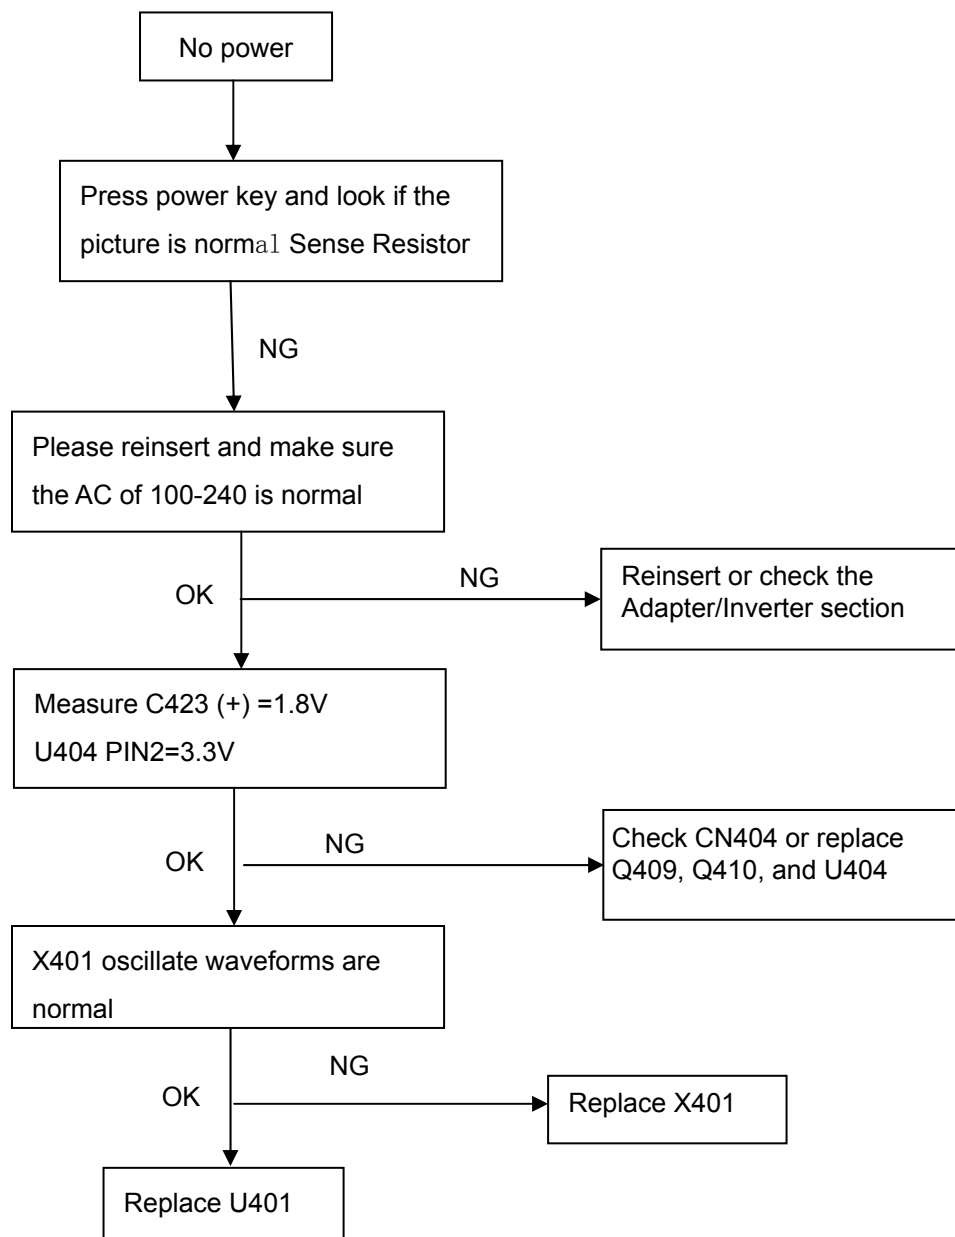 No power
Press power key and look if the
picture is normal Sense Resistor
NG
Please reinsert and make sure
the AC of 100-240 is normal
OK
NG
Reinsert or check the
Adapter/Inverter section
Measure C423 (+) =1.8V
U404 PIN2=3.3V
OK
NG
Check CN404 or replace
Q409, Q410, and U404
X401 oscillate waveforms are
normal
OK
NG
Replace X401
Replace U401